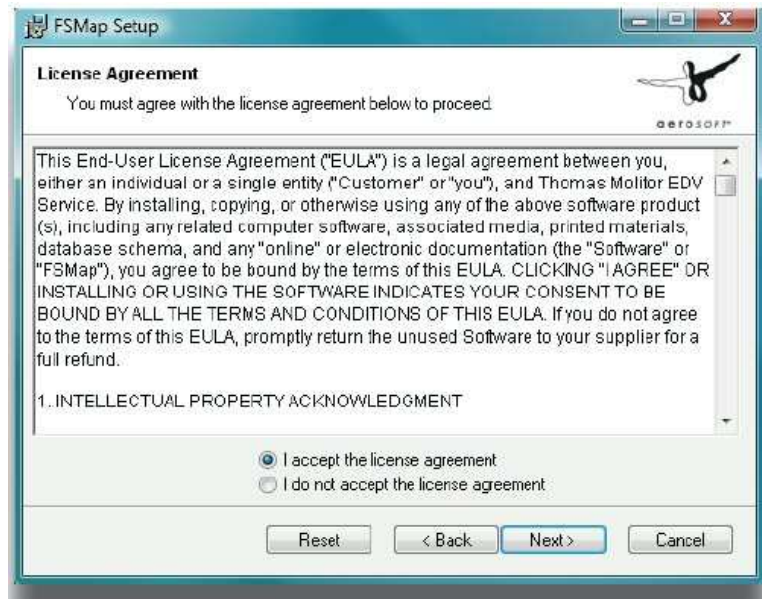 FSMap Setup
License Agreement
You must agree with the license agreement below to proceed.
aerosoft
This End-User License Agreement ("EULA") is a legal agreement between you,
either an individual or a single entity ("Customer" or "you"), and Thomas Molitor EDV
Service. By installing, copying, or otherwise using any of the above software product
(s), including any related computer software, associated media, printed materials,
database schema, and any "online" or electronic documentation (the "Software" or
"FSMap"), you agree to be bound by the terms of this EULA. CLICKING "I AGREE" OR
INSTALLING OR USING THE SOFTWARE INDICATES YOUR CONSENT TO BE
BOUND BY ALL THE TERMS AND CONDITIONS OF THIS EULA. If you do not agree
to the terms of this EULA, promptly return the unused Software to your supplier for a
full refund.
1. INTELLECTUAL PROPERTY ACKNOWLEDGMENT
I accept the license agreement
I do not accept the license agreement
Reset < Back Next > Cancel